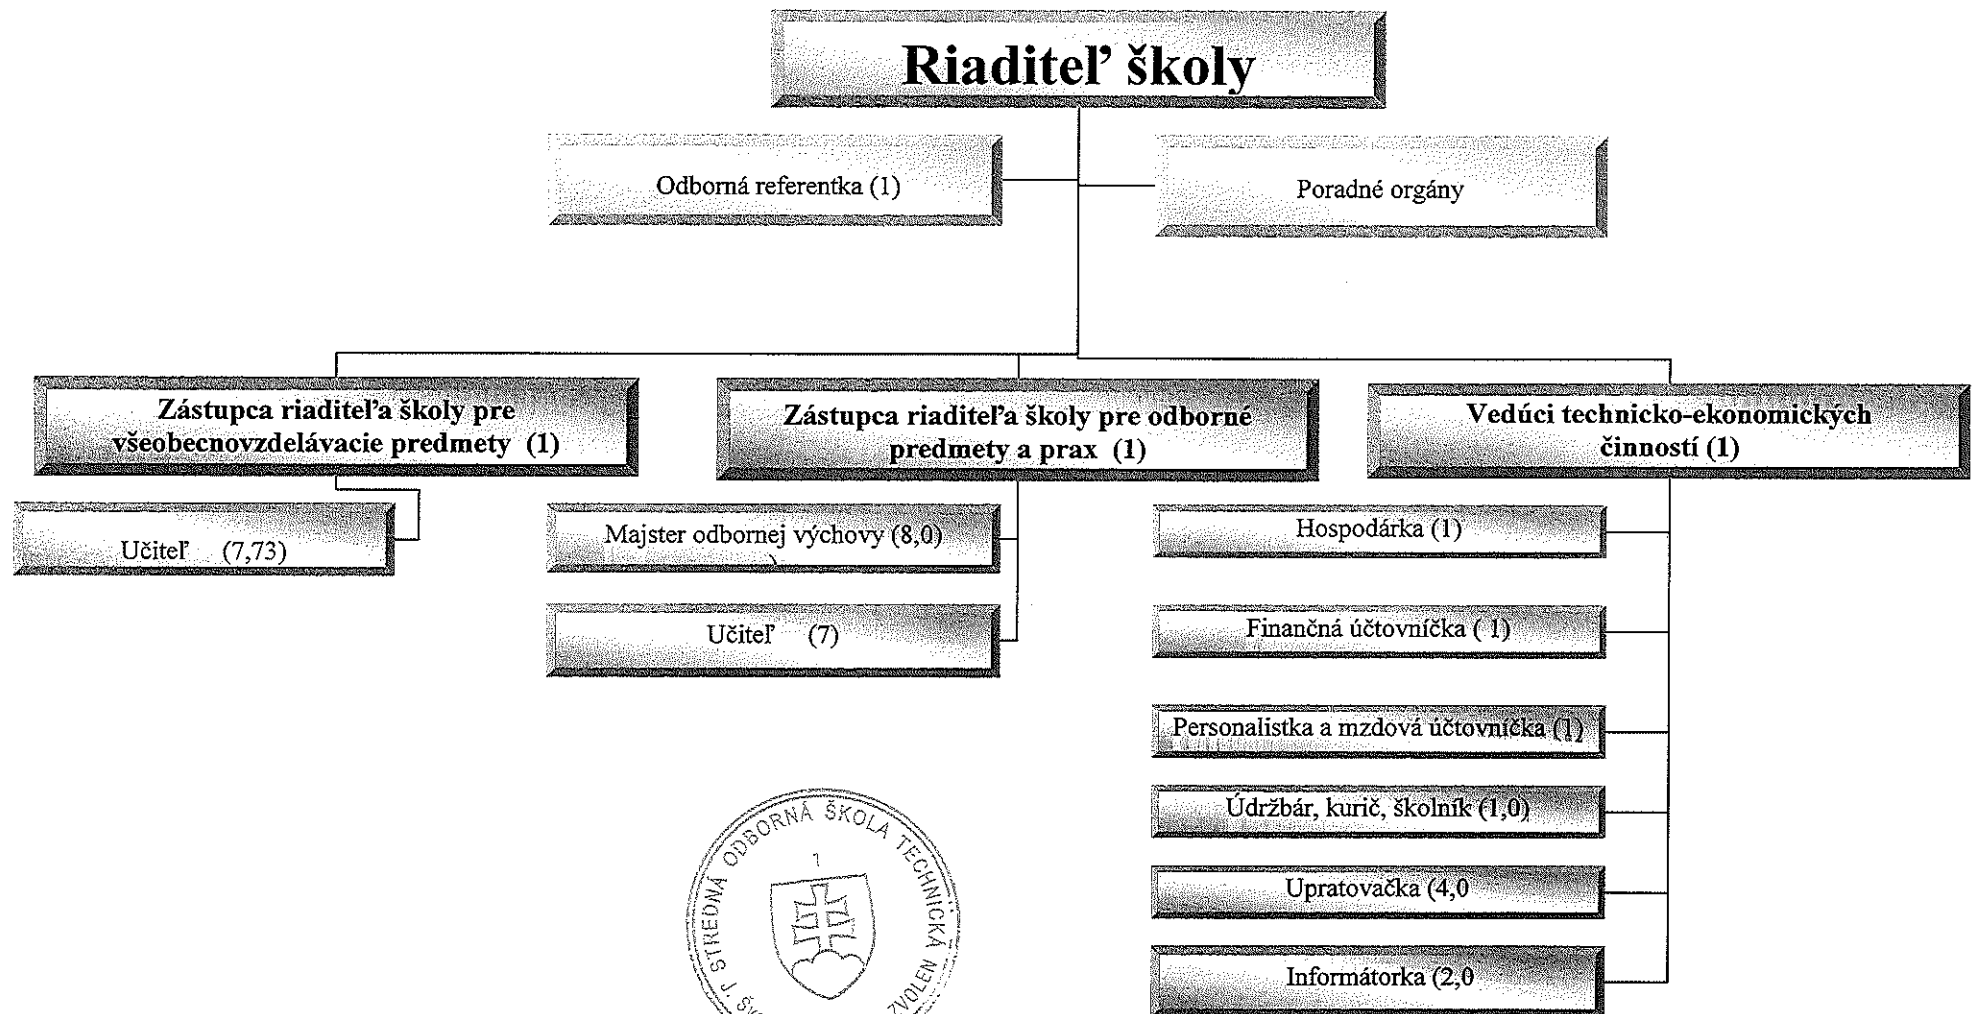 Riaditeľ školy
Odborná referentka (1)
Poradné orgány
Zástupca riaditeľa školy pre
všeobecnovzdelávacie predmety (1)
Zástupca riaditeľa školy pre odborné
predmety a prax (1)
Vedúci technicko-ekonomických
činností (1)
Učiteľ (7,73)
Majster odbornej výchovy (8,0)
Učiteľ (7)
Hospodárka (1)
Finančná účtovníčka ( 1)
Personalistka a mzdová účtovníčka (1)
Údržbár, kurič, školník (1,0)
Upratovačka (4,0
Informátorka (2,0
STREDNÁ ODBORNÁ ŠKOLA TECHNICKÁ
1
ZVOLEN